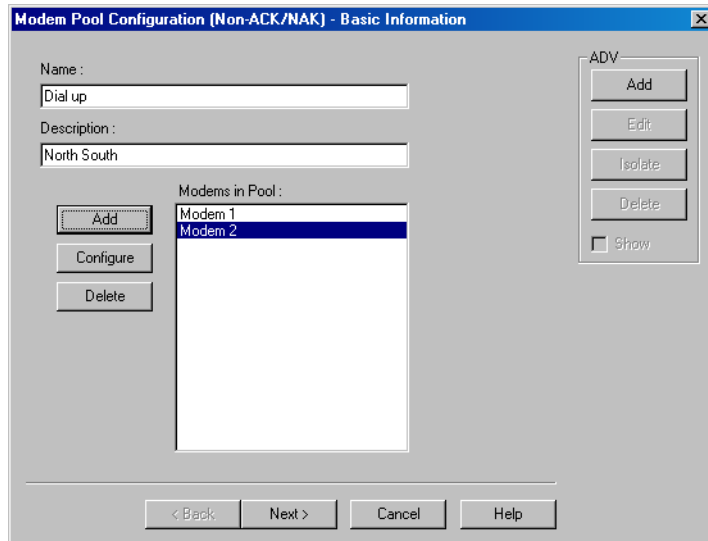 Modem Pool Configuration (Non-ACK/NAK) - Basic Information
Name :
Dial up
Description :
North South
Modems in Pool :
Modem 1
Modem 2
Add
Configure
Delete
ADV
Add
Edit
Isolate
Delete
Show
< Back
Next >
Cancel
Help